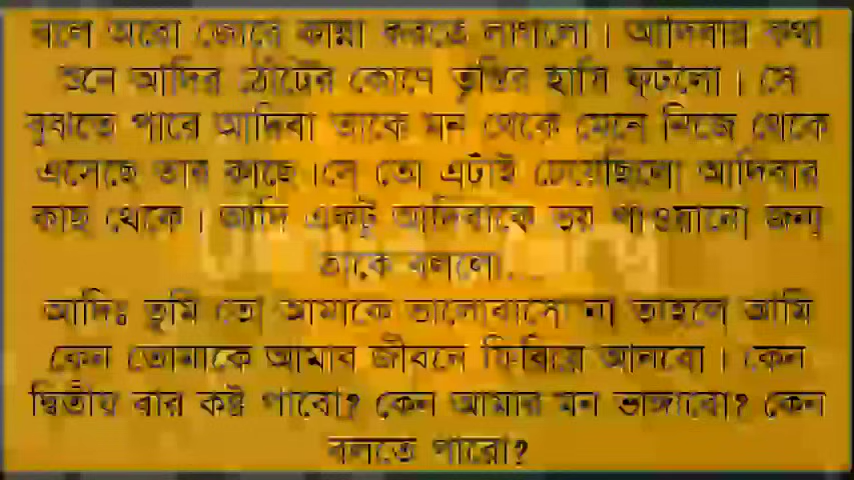 বলে আরো জোরে কান্না করতে লাগলো। আদিবার কথা
শুনে আদির ঠোঁটের কোণে তৃপ্তির হাসি ফুটলো। সে
বুঝতে পারে আদিবা তাকে মন থেকে মেনে নিজে থেকে
এসেছে তার কাছে।সে তো এটাই চেয়েছিলো আদিবার
কাছ থেকে। আদি একটু আদিবাকে ভয় পাওয়ানো জন্য
তাকে বললো,
আদিঃ তুমি তো আমাকে ভালোবাসো না তাহলে আমি
কেন তোমাকে আমার জীবনে ফিরিয়ে আনবো। কেন
দ্বিতীয় বার কষ্ট পাবো? কেন আমার মন ভাঙ্গাবো? কেন
বলতে পারো?